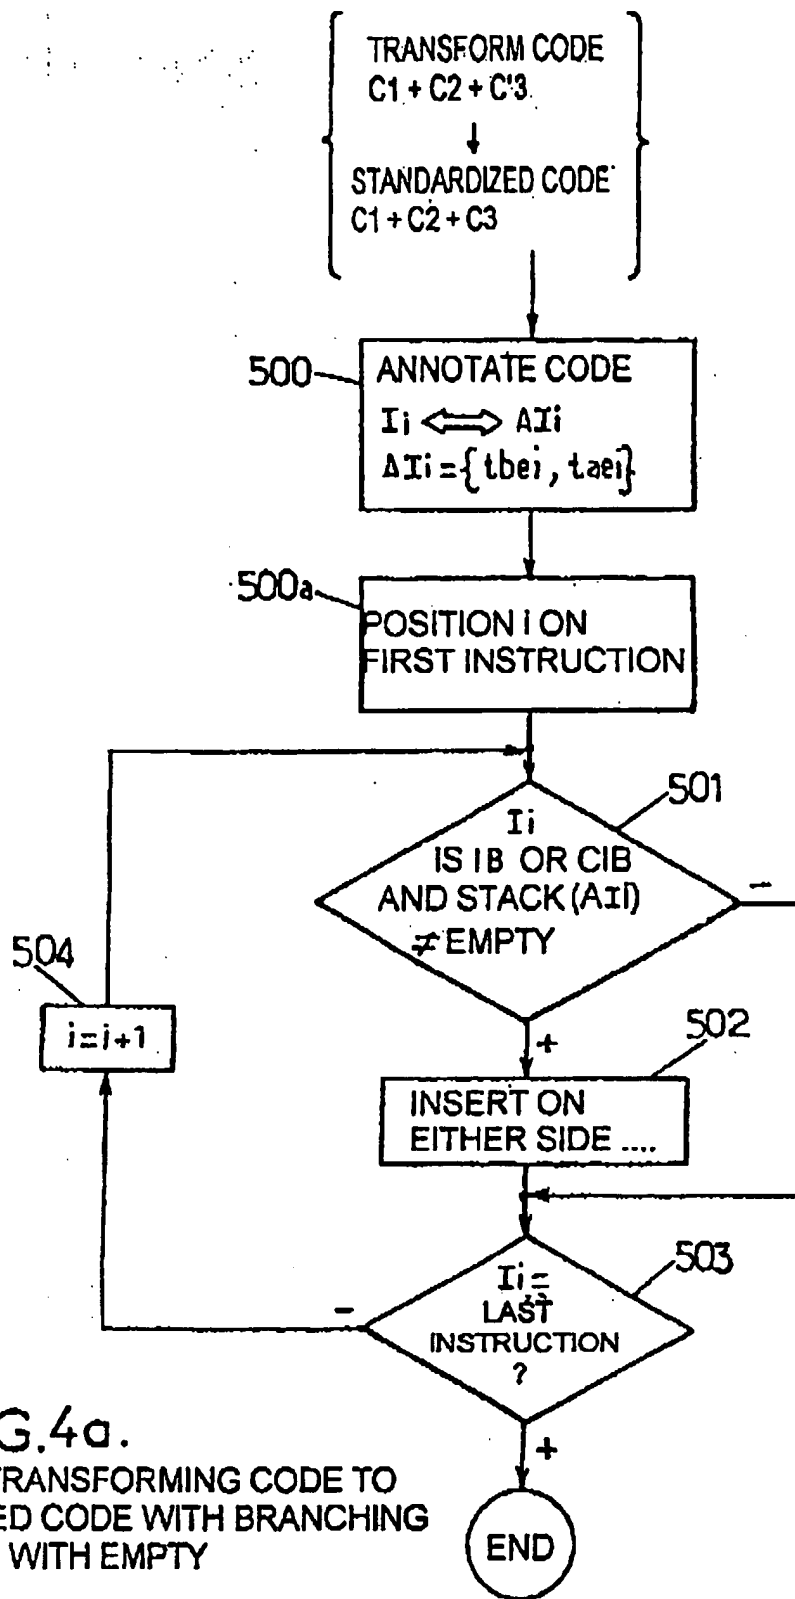 TRANSFORM CODE
C1 + C2 + C'3
STANDARDIZED CODE
C1 + C2 + C3
500
ANNOTATE CODE
Ii ⟺ AIi
AIi = {tbei, taei}
500a
POSITION i ON
FIRST INSTRUCTION
501
Ii
IS IB OR CIB
AND STACK (AIi)
≠ EMPTY
-
+
504
i=i+1
502
INSERT ON
EITHER SIDE ....
503
Ii =
LAST
INSTRUCTION
?
-
+
G.4a.
TRANSFORMING CODE TO
ED CODE WITH BRANCHING
WITH EMPTY
END